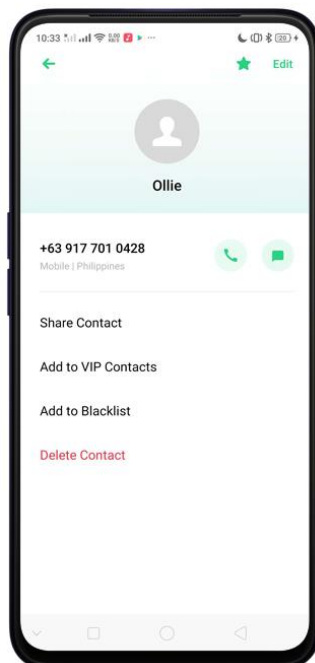 10:33
Edit
Ollie
+63 917 701 0428
Mobile | Philippines
Share Contact
Add to VIP Contacts
Add to Blacklist
Delete Contact